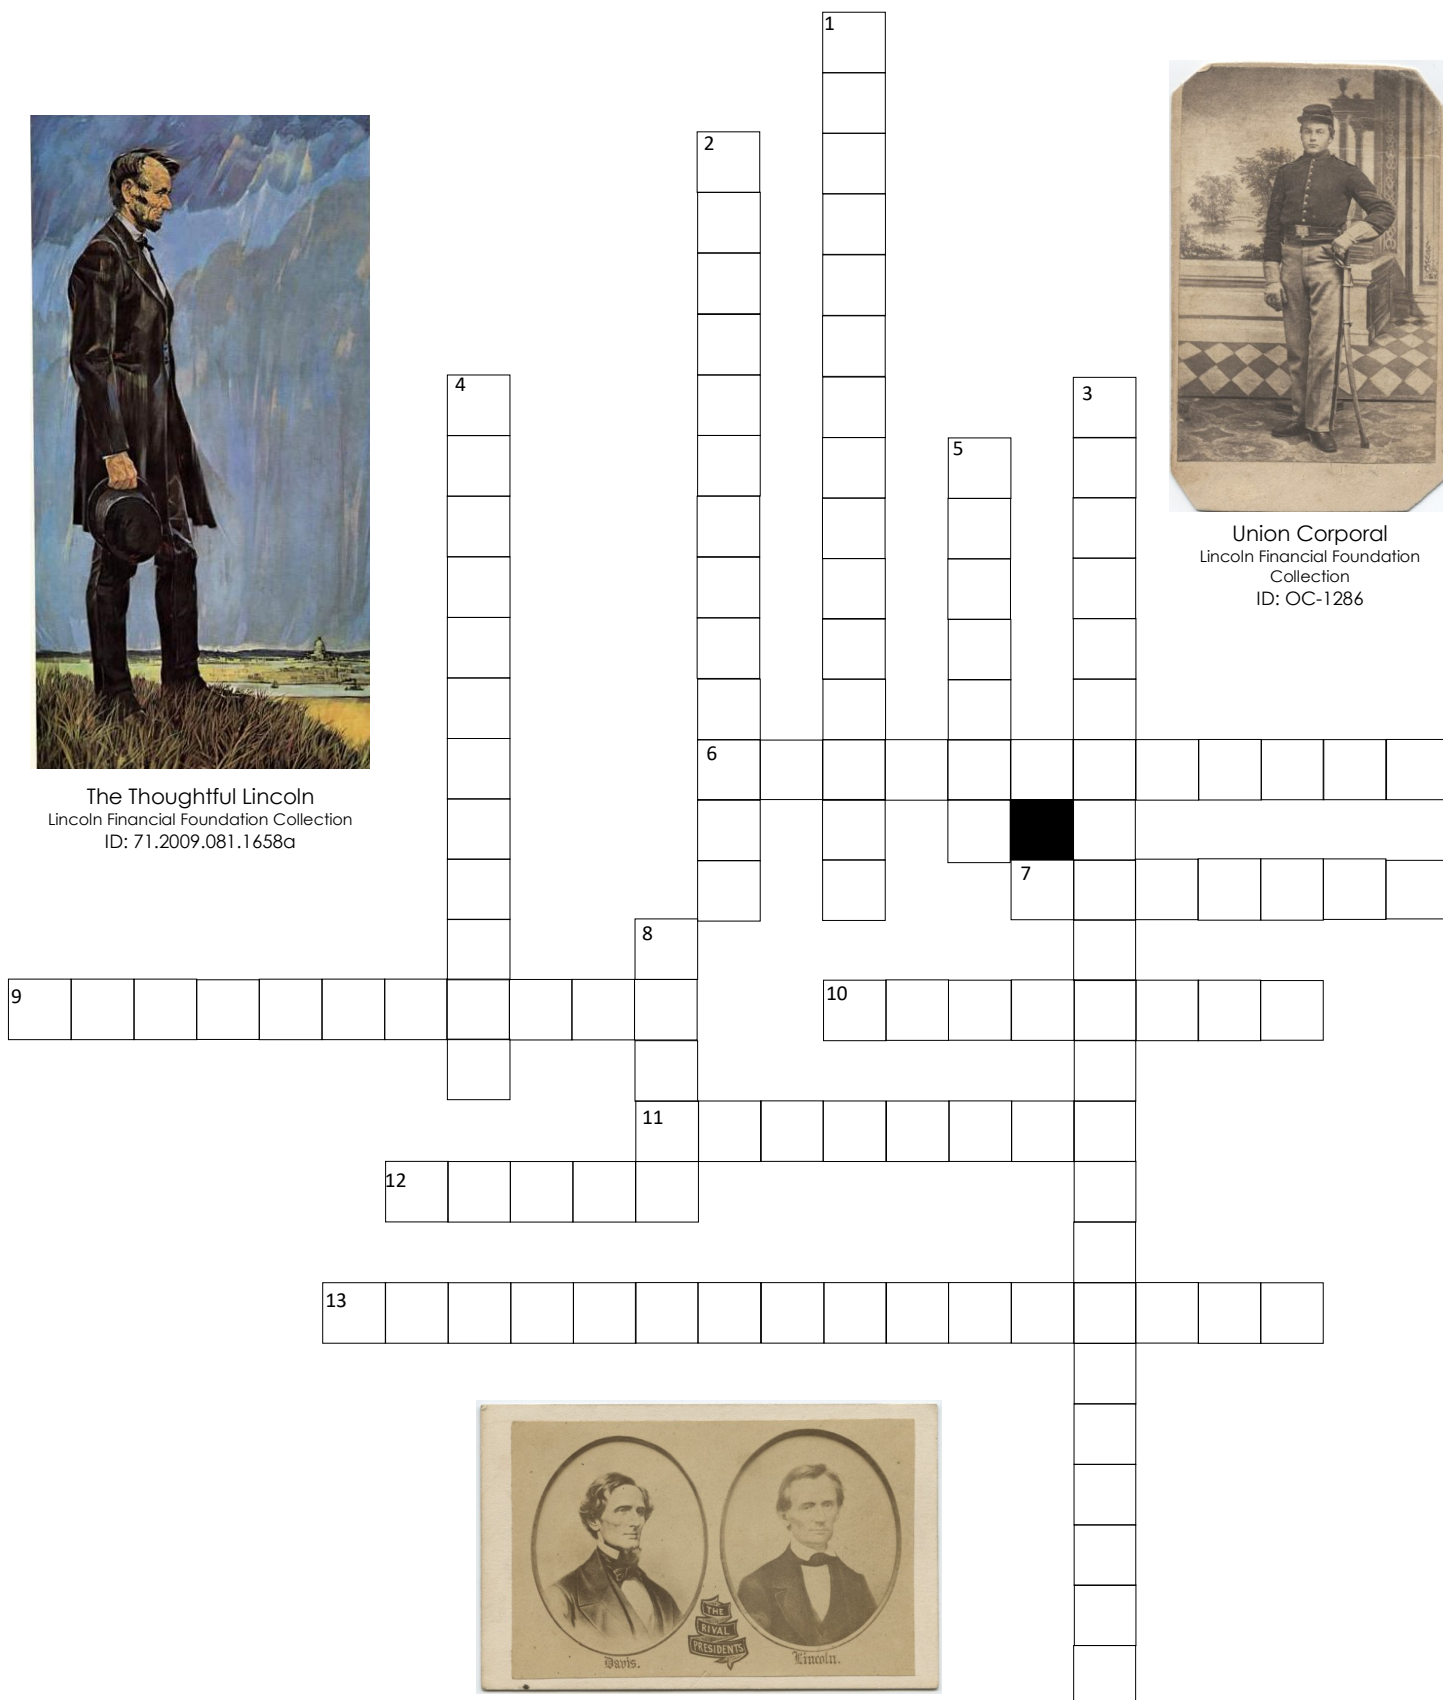 1
2
4
3
5
Union Corporal
Lincoln Financial Foundation
Collection
ID: OC-1286
6
The Thoughtful Lincoln
Lincoln Financial Foundation Collection
ID: 71.2009.081.1658a
7
8
9
10
11
12
13
THE
RIVAL
PRESIDENTS
Davis.
Lincoln.